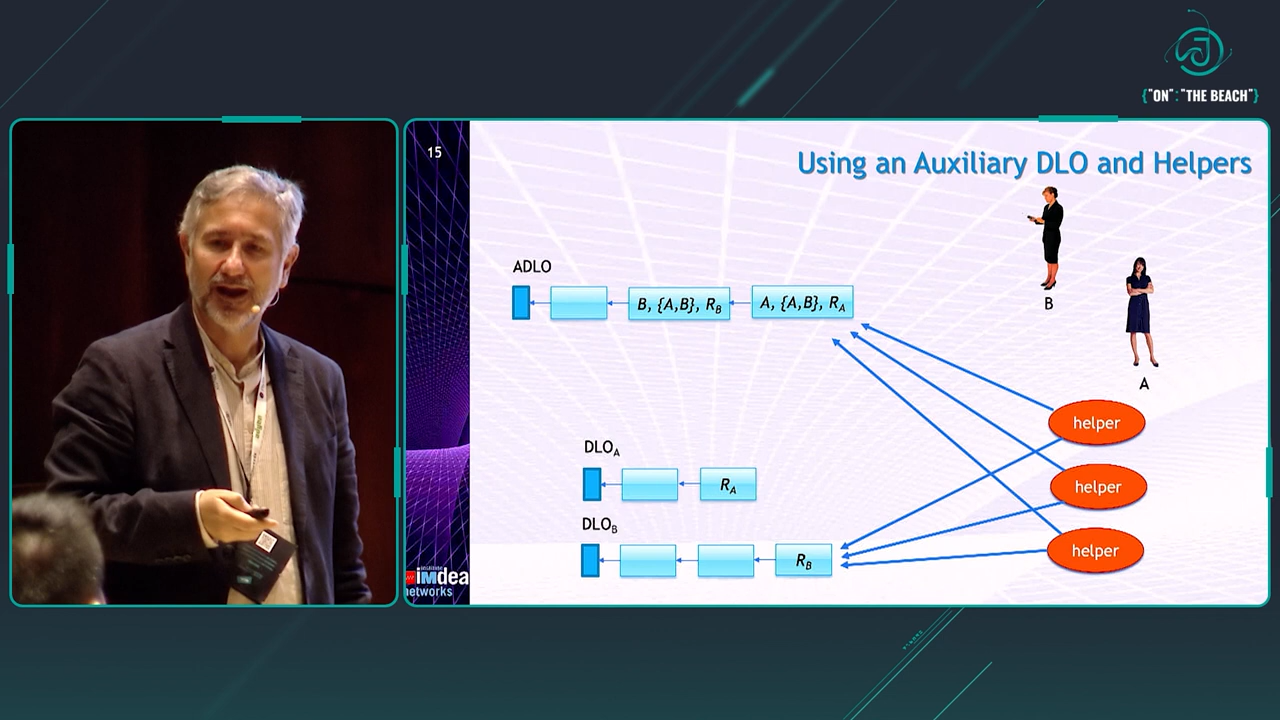 {"ON":"THE BEACH"}
15
Using an Auxiliary DLO and Helpers
B
A
ADLO
B, {A,B}, R_B
A, {A,B}, R_A
helper
helper
helper
DLO_A
R_A
DLO_B
R_B
institute
imdea
networks